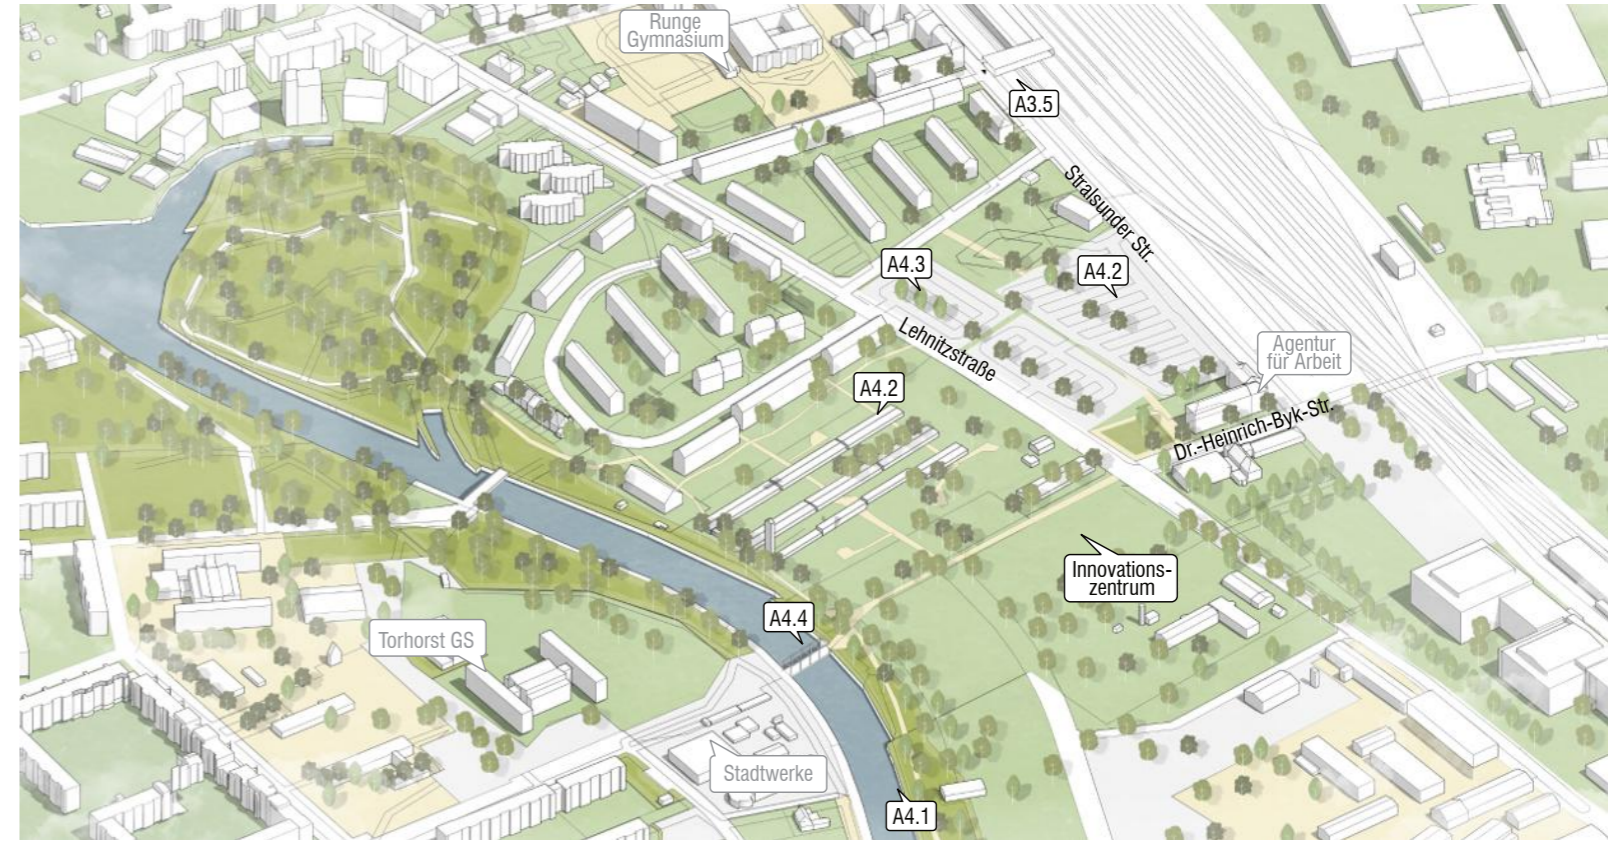 Runge
Gymnasium
A3.5
Stralsunder Str.
A4.3
A4.2
Lehnitzstraße
Agentur
für Arbeit
A4.2
Dr.-Heinrich-Byk-Str.
Innovations-
zentrum
A4.4
Torhorst GS
Stadtwerke
A4.1